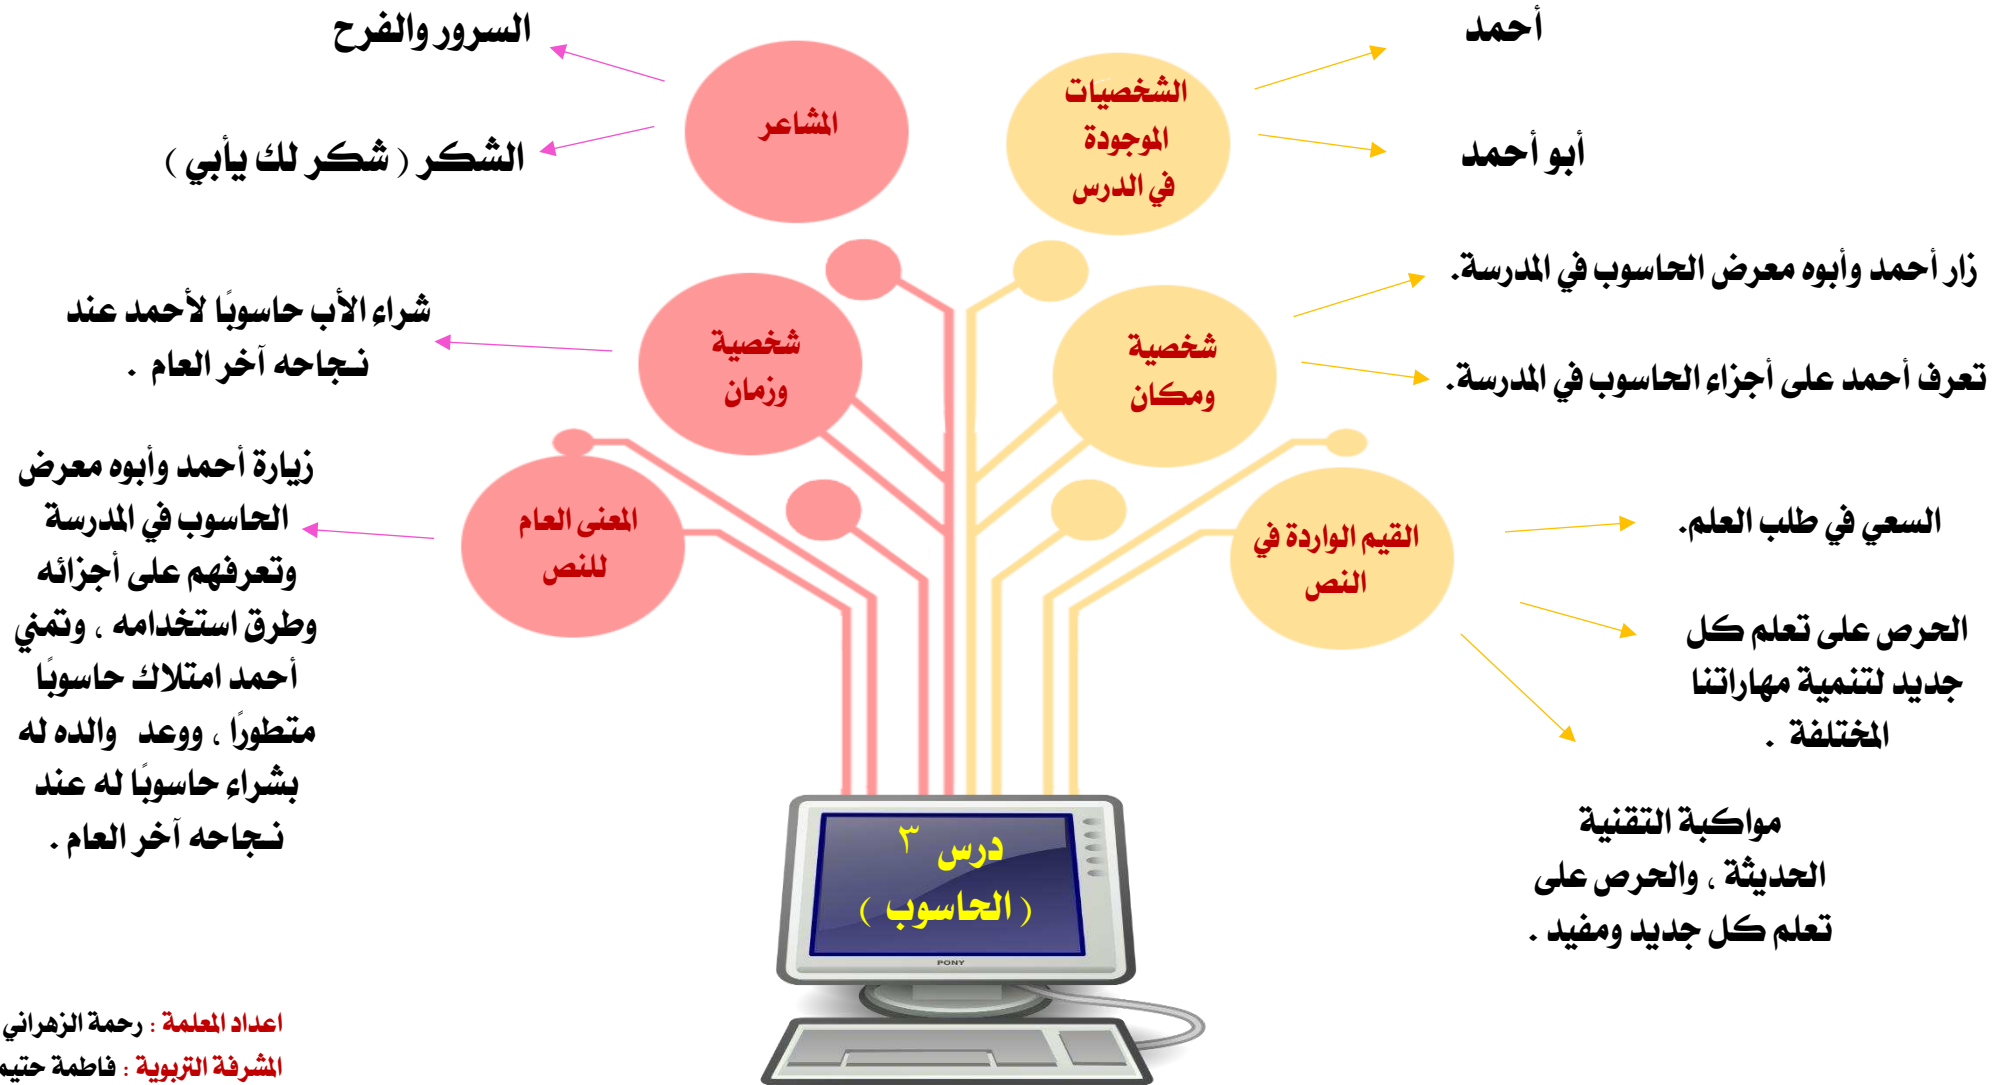 أحمد
الشخصيات
الموجودة
في الدرس
أبو أحمد
المشاعر
السرور والفرح
الشكر ( شكر لك يأبي )
شخصية
ومكان
زار أحمد وأبوه معرض الحاسوب في المدرسة.
تعرف أحمد على أجزاء الحاسوب في المدرسة.
شخصية
وزمان
شراء الأب حاسوبًا لأحمد عند
نـجاحه آخر العام .
القيم الواردة في
النص
السعي في طلب العلم.
الحرص على تعلم كل
جديد لتنمية مهاراتنا
المختلفة .
مواكبة التقنية
الحديثة ، والحرص على
تعلم كل جديد ومفيد .
المعنى العام
للنص
زيارة أحمد وأبوه معرض
الحاسوب في المدرسة
وتعرفهم على أجزائه
وطرق استخدامه ، وتمني
أحمد امتلاك حاسوبًا
متطورًا ، ووعد والده له
بشراء حاسوبًا له عند
نـجاحه آخر العام .
درس ٣
( الحاسوب )
PONY
اعداد المعلمة : رحمة الزهراني
المشرفة التربوية : فاطمة